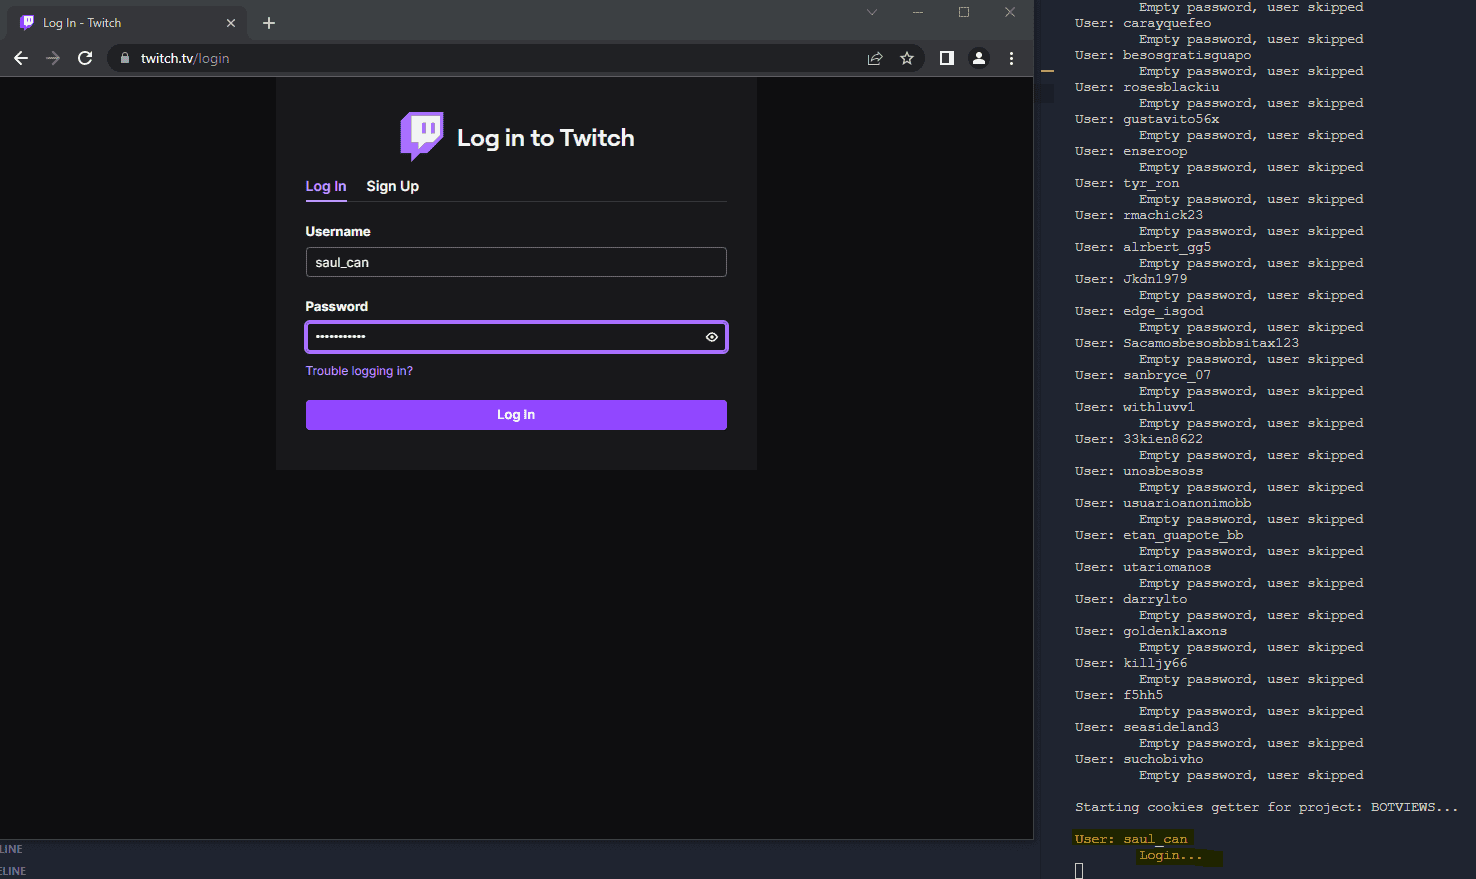 Log In - Twitch
twitch.tv/login
Log in to Twitch
Log In
Sign Up
Username
saul_can
Password
•••••••••••
Trouble logging in?
Log In
LINE
ELINE
Empty password, user skipped
User: carayquefeo
Empty password, user skipped
User: besosgratisguapo
Empty password, user skipped
User: rosesblackiu
Empty password, user skipped
User: gustavito56x
Empty password, user skipped
User: enseroop
Empty password, user skipped
User: tyr_ron
Empty password, user skipped
User: rmachick23
Empty password, user skipped
User: alrbert_gg5
Empty password, user skipped
User: Jkdn1979
Empty password, user skipped
User: edge_isgod
Empty password, user skipped
User: Sacamosbesosbbsitax123
Empty password, user skipped
User: sanbryce_07
Empty password, user skipped
User: withluvv1
Empty password, user skipped
User: 33kien8622
Empty password, user skipped
User: unosbesoss
Empty password, user skipped
User: usuarioanonimobb
Empty password, user skipped
User: etan_guapote_bb
Empty password, user skipped
User: utariomanos
Empty password, user skipped
User: darrylto
Empty password, user skipped
User: goldenklaxons
Empty password, user skipped
User: killjy66
Empty password, user skipped
User: f5hh5
Empty password, user skipped
User: seasideland3
Empty password, user skipped
User: suchobivho
Empty password, user skipped
Starting cookies getter for project: BOTVIEWS...
User: saul_can
Login...